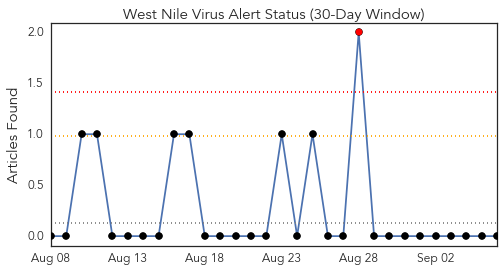 West Nile Virus Alert Status (30-Day Window)
Articles Found
2.0
1.5
1.0
0.5
0.0
Aug 08 Aug 13 Aug 18 Aug 23 Aug 28 Sep 02